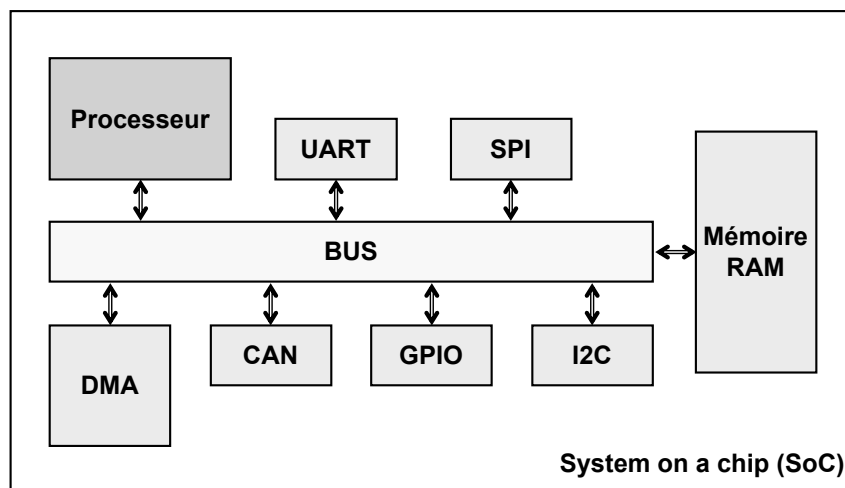 Processeur
UART
SPI
BUS
Mémoire
RAM
DMA
CAN
GPIO
I2C
System on a chip (SoC)